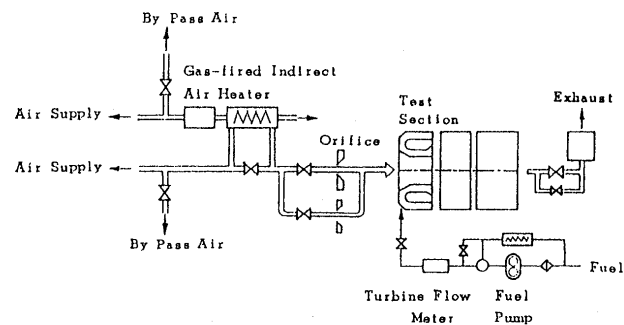 By Pass Air
Gas-fired Indirect
Air Heater
Air Supply
Test
Section
Exhaust
Orifice
Air Supply
By Pass Air
Fuel
Turbine Flow
Meter
Fuel
Pump